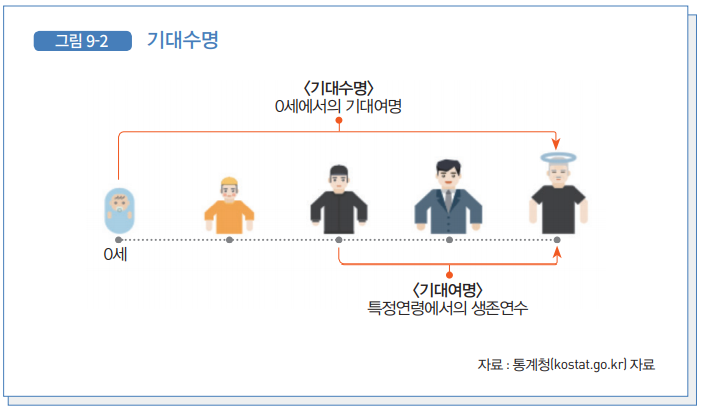 그림 9-2 기대수명
〈기대수명〉
0세에서의 기대여명
0세
〈기대여명〉
특정연령에서의 생존연수
자료 : 통계청(kostat.go.kr) 자료